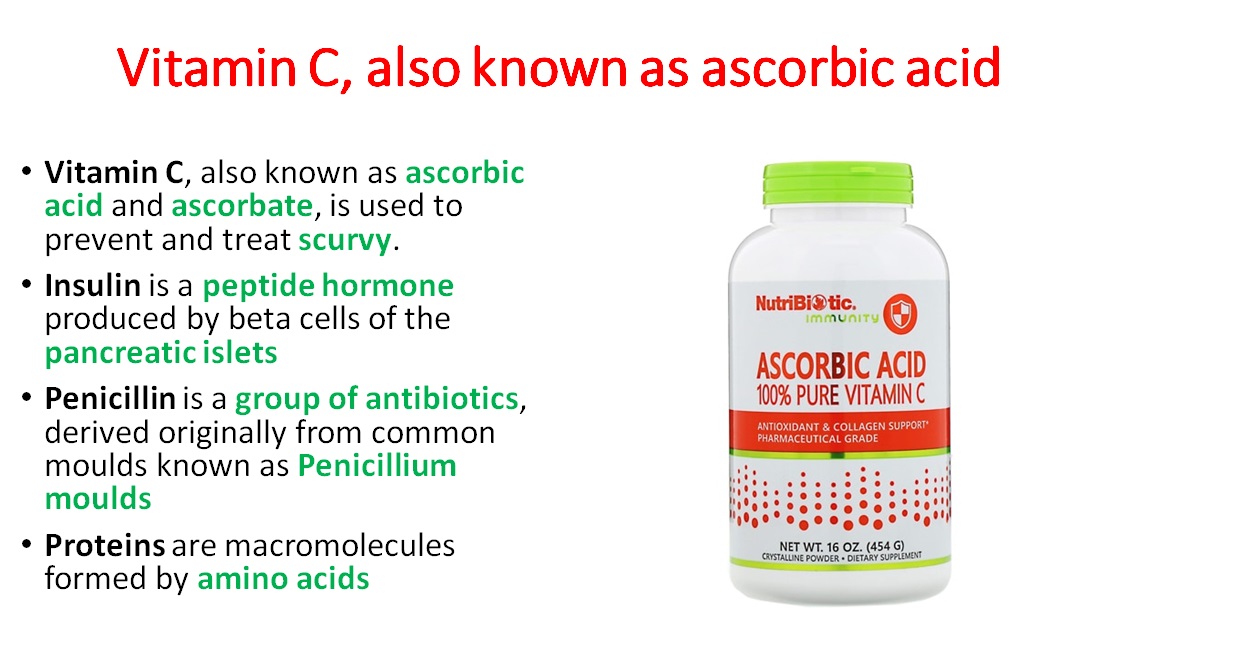 Vitamin C, also known as ascorbic acid
• Vitamin C, also known as ascorbic
acid and ascorbate, is used to
prevent and treat scurvy.
• Insulin is a peptide hormone
produced by beta cells of the
pancreatic islets
• Penicillin is a group of antibiotics,
derived originally from common
moulds known as Penicillium
moulds
• Proteins are macromolecules
formed by amino acids
NutriBiotic.
immunity
ASCORBIC ACID
100% PURE VITAMIN C
ANTIOXIDANT & COLLAGEN SUPPORT*
PHARMACEUTICAL GRADE
NET WT. 16 OZ. (454 G)
CRYSTALLINE POWDER • DIETARY SUPPLEMENT